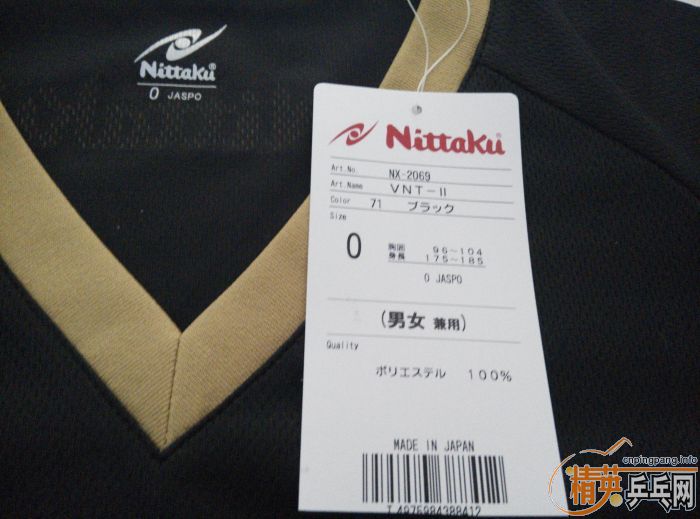 Nittaku®
O JASPO
Nittaku®
Art.No. NX-2069
Art.Name VNT-II
Color 71 ブラック
Size
0 胸囲 96~104
身長 175~185
O JASPO
(男女 兼用)
Quality
ポリエステル 100%
MADE IN JAPAN
T 4975984388412
cnpingpang.info
精英乒乓网